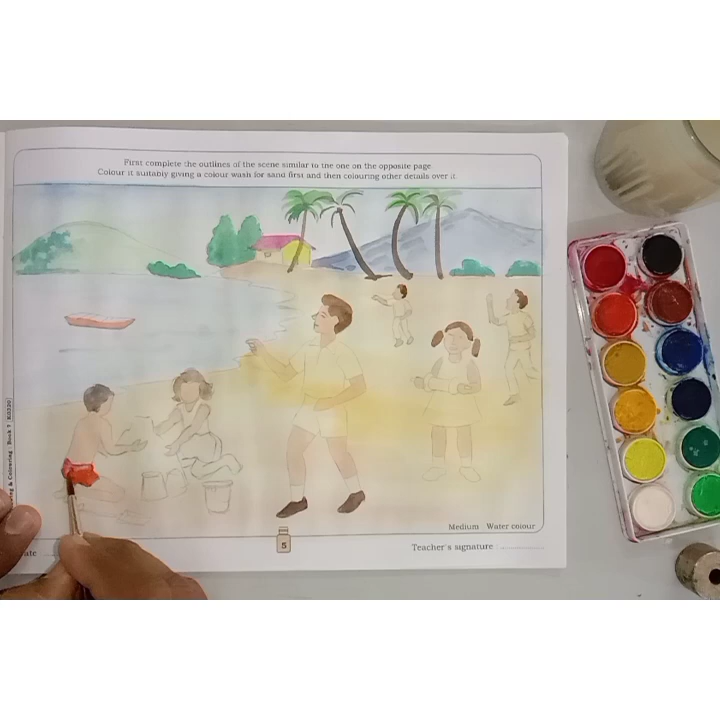 First complete the outlines of the scene similar to the one on the opposite page
Colour it suitably giving a colour wash for sand first and then colouring other details over it.
Medium Water colour
5
Teacher's signature